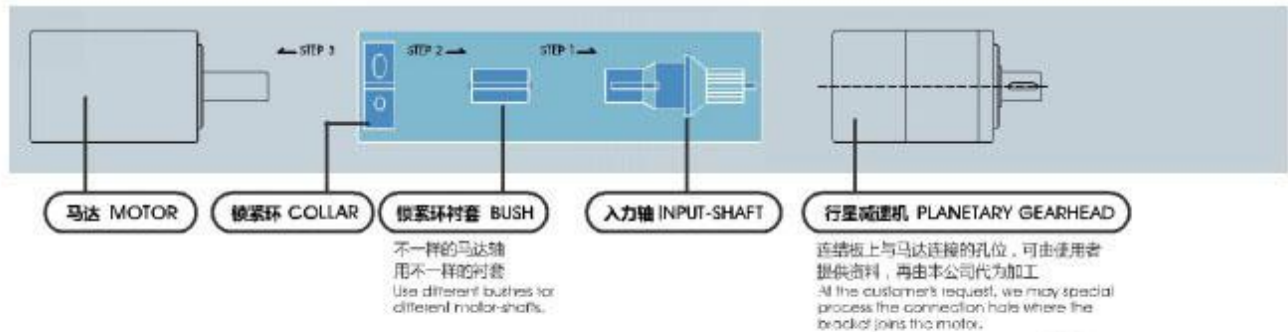 STEP 3
STEP 2
STEP 1
马达 MOTOR
锁紧环 COLLAR
锁紧环衬套 BUSH
入力轴 INPUT-SHAFT
行星减速机 PLANETARY GEARHEAD
不一样的马达轴
用不一样的衬套
Use different bushes for
different motor-shafts.
连结板上与马达连接的孔位，可由使用者
提供资料，再由本公司代为加工
At the customer's request, we may special
process the connection hole where the
bracket joins the motor.